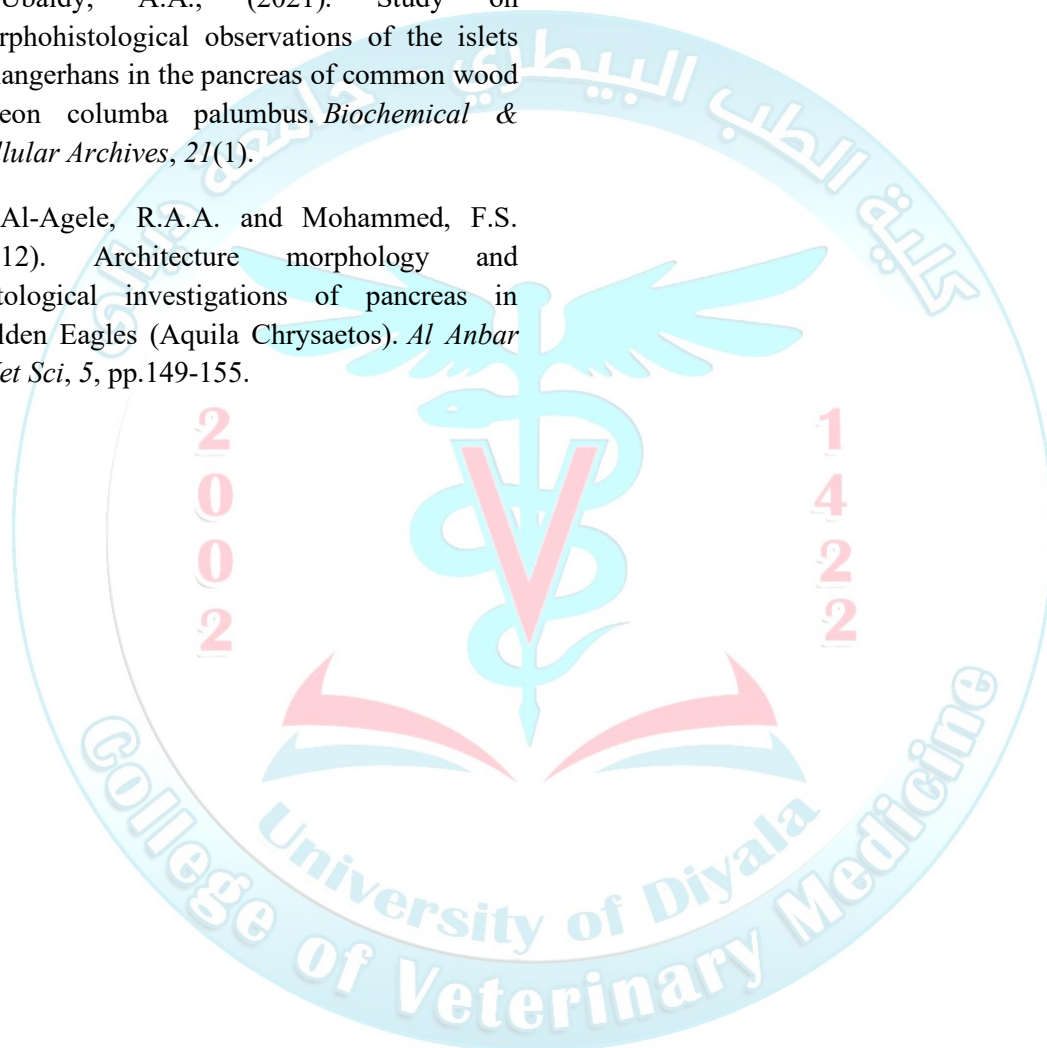 Ubaidy, A.A., (2021). Study on
rphohistological observations of the islets
angerhans in the pancreas of common wood
eon columba palumbus. Biochemical &
llular Archives, 21(1).
Al-Agele, R.A.A. and Mohammed, F.S.
12). Architecture morphology and
tological investigations of pancreas in
lden Eagles (Aquila Chrysaetos). Al Anbar
et Sci, 5, pp.149-155.
كلية الطب البيطري - جامعة ديالى
2002
1422
University of Diyala
College of Veterinary Medicine